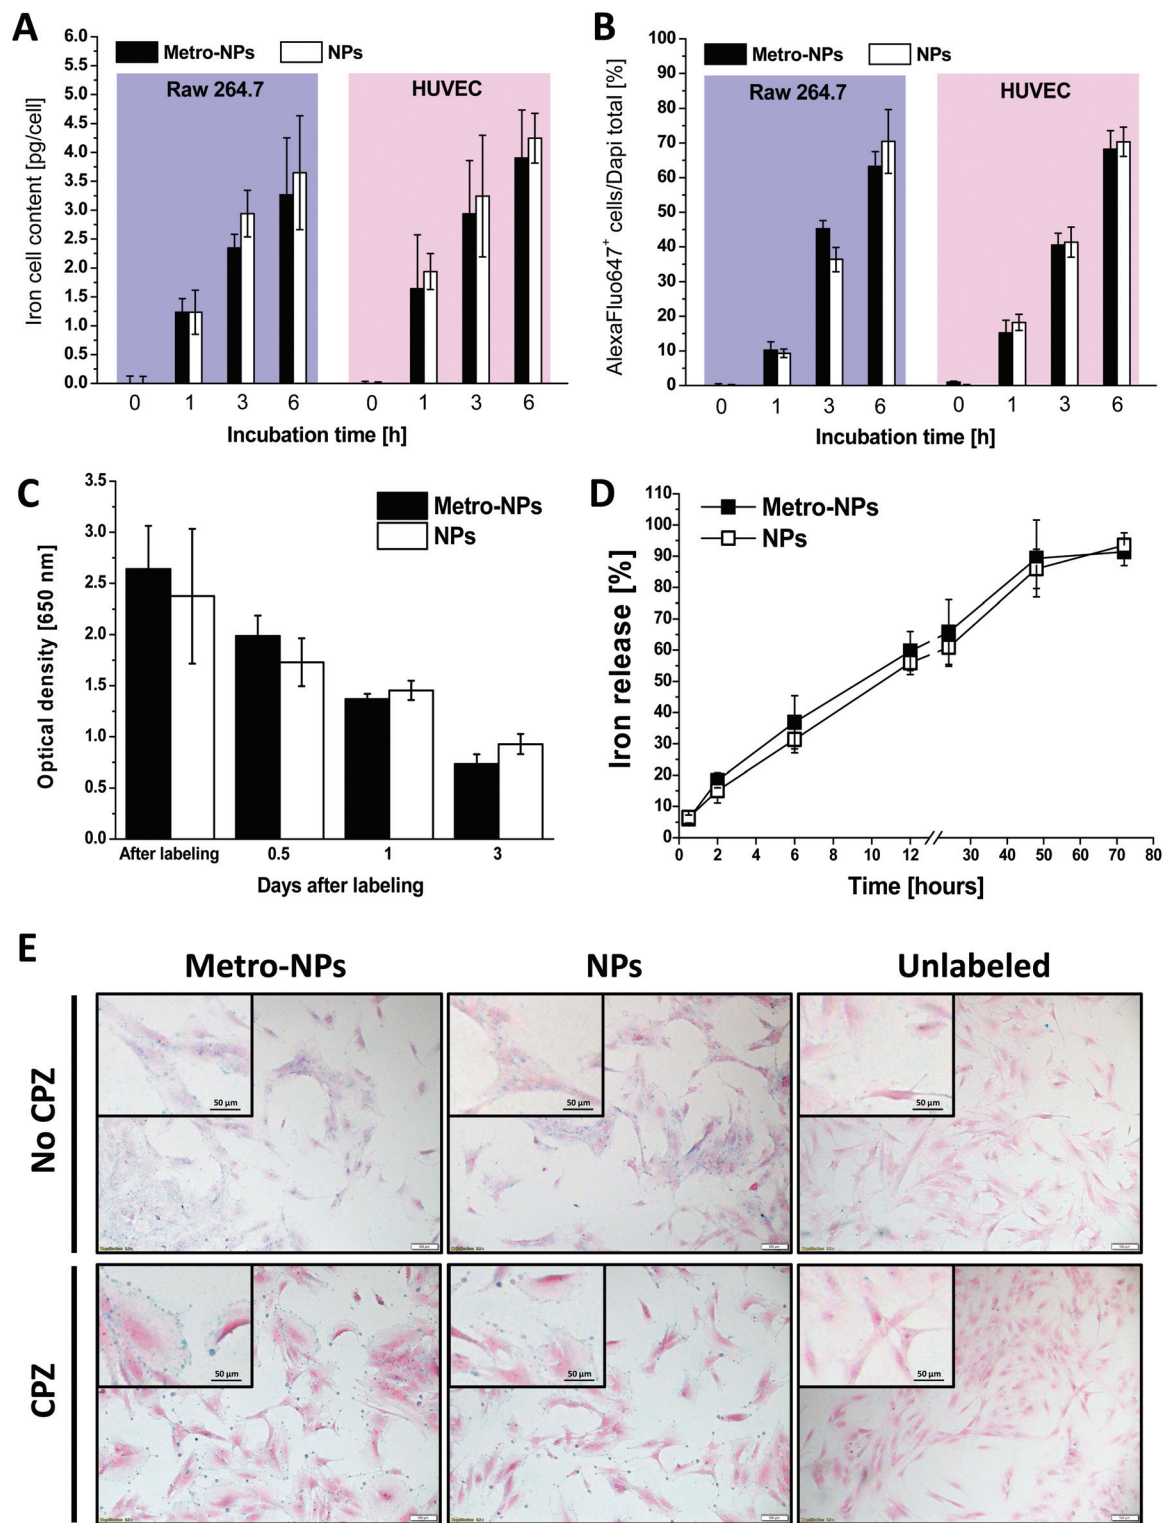 A
Iron cell content [pg/cell]
6.0
5.5
5.0
4.5
4.0
3.5
3.0
2.5
2.0
1.5
1.0
0.5
0.0
Metro-NPs NPs
Raw 264.7 HUVEC
0 1 3 6 0 1 3 6
Incubation time [h]
B
AlexaFluo647+ cells/Dapi total [%]
100
90
80
70
60
50
40
30
20
10
0
Metro-NPs NPs
Raw 264.7 HUVEC
0 1 3 6 0 1 3 6
Incubation time [h]
C
Optical density [650 nm]
3.5
3.0
2.5
2.0
1.5
1.0
0.5
0.0
Metro-NPs
NPs
After labeling 0.5 1 3
Days after labeling
D
Iron release [%]
110
100
90
80
70
60
50
40
30
20
10
0
Metro-NPs
NPs
0 2 4 6 8 10 12 30 40 50 60 70 80
Time [hours]
E
Metro-NPs NPs Unlabeled
No CPZ
50 µm 50 µm 50 µm
CPZ
50 µm 50 µm 50 µm